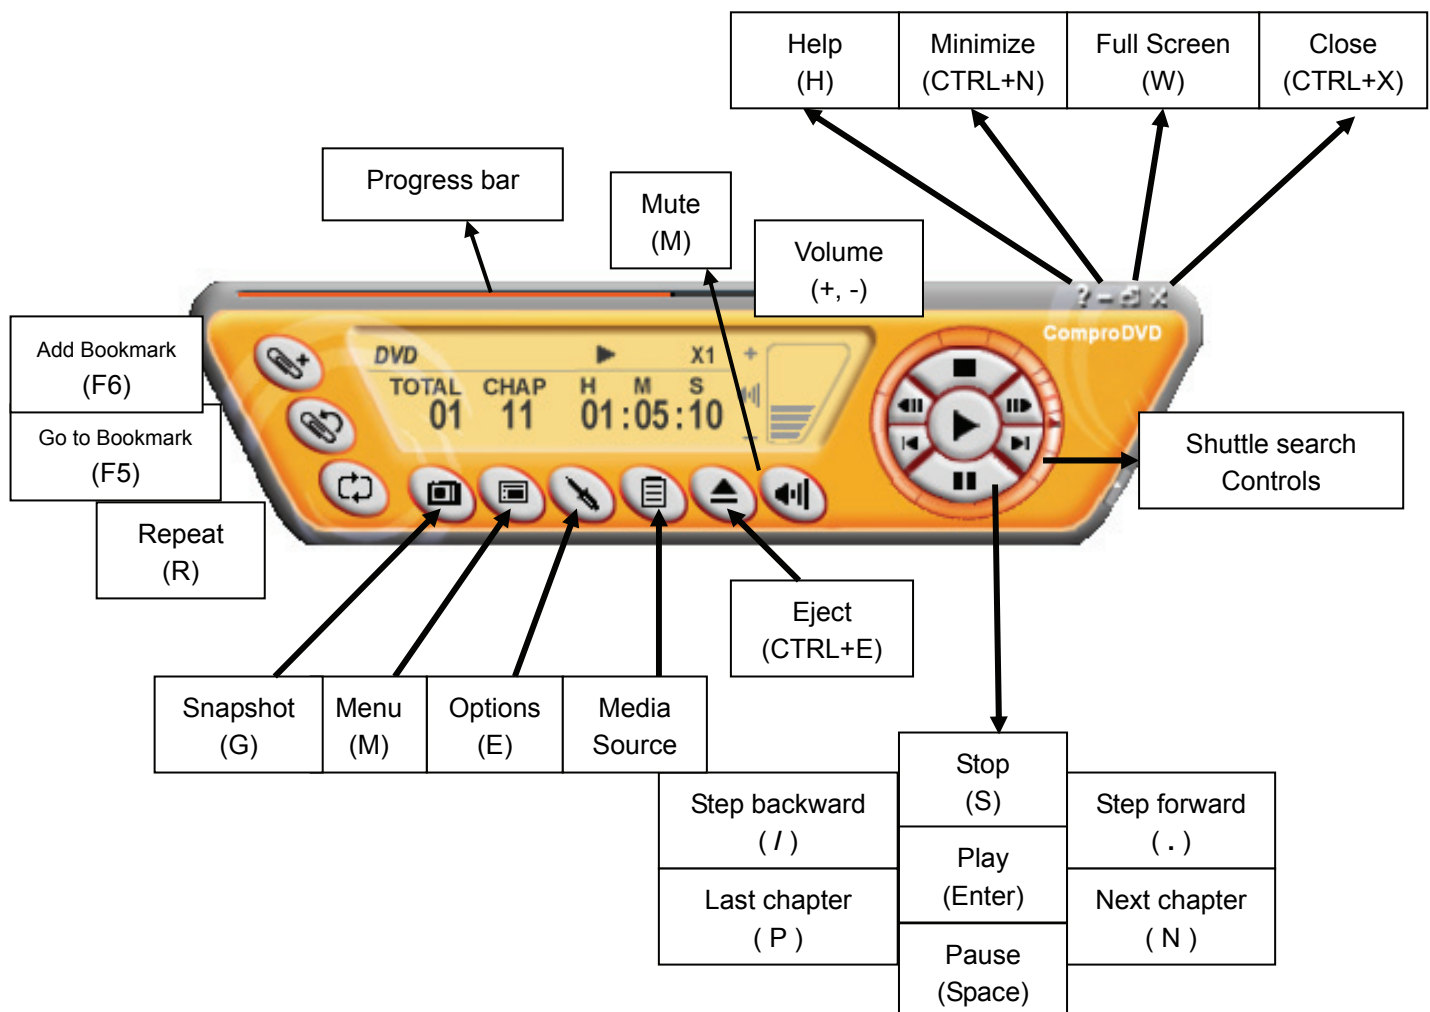 Help
(H)
Minimize
(CTRL+N)
Full Screen
(W)
Close
(CTRL+X)
Progress bar
Mute
(M)
Volume
(+, -)
? – X
ComproDVD
Add Bookmark
(F6)
Go to Bookmark
(F5)
Repeat
(R)
DVD X1 +
TOTAL CHAP H M S
01 11 01:05:10 –
Shuttle search
Controls
Eject
(CTRL+E)
Snapshot
(G)
Menu
(M)
Options
(E)
Media
Source
Stop
(S)
Step backward
( / )
Step forward
( . )
Play
(Enter)
Last chapter
( P )
Next chapter
( N )
Pause
(Space)